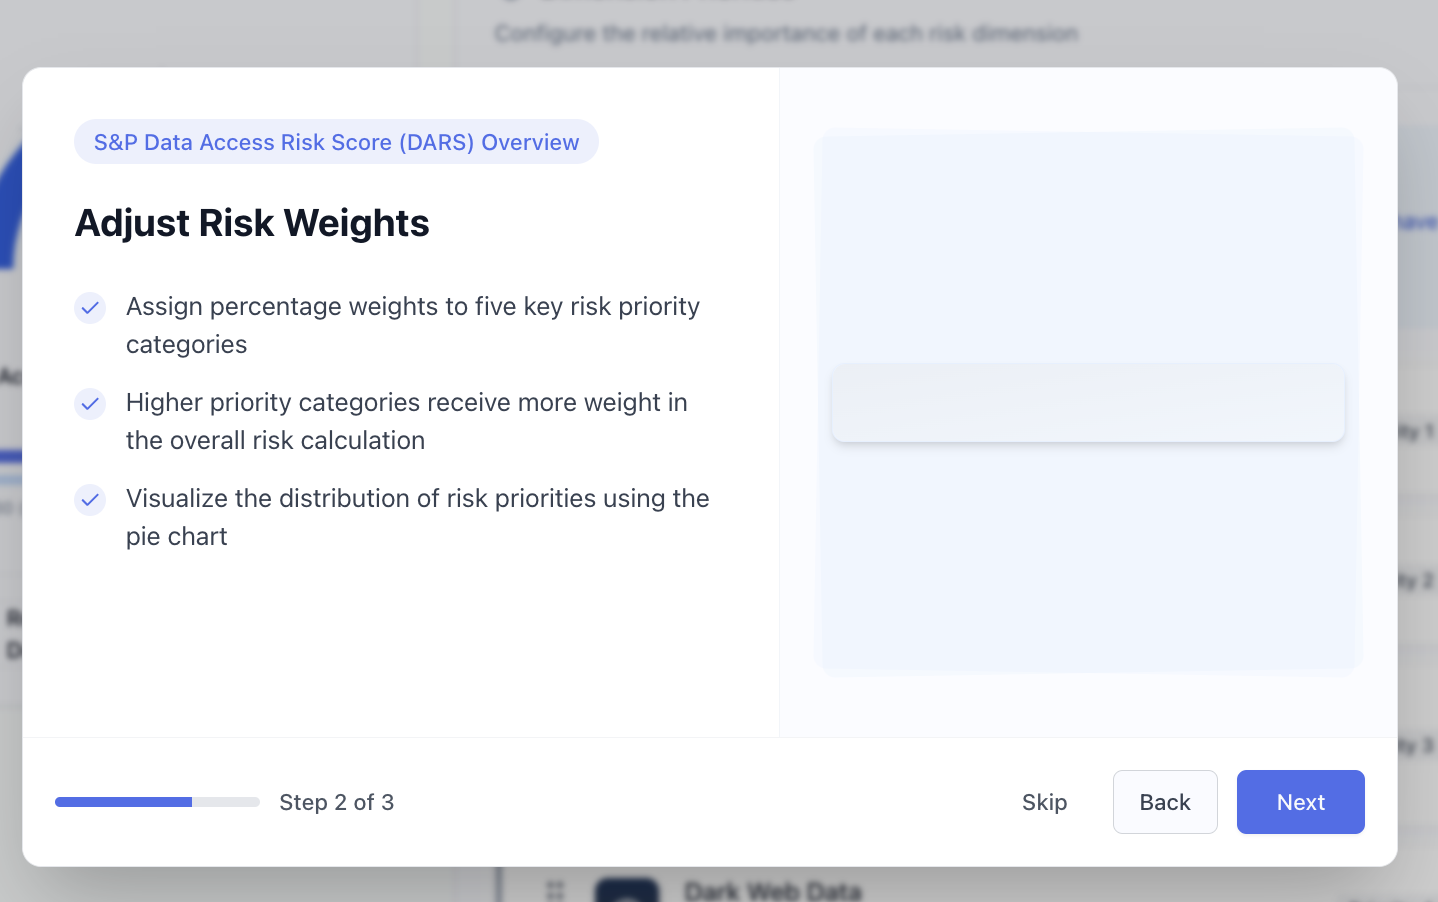 Configure the relative importance of each risk dimension
S&P Data Access Risk Score (DARS) Overview
Adjust Risk Weights
Assign percentage weights to five key risk priority
categories
Higher priority categories receive more weight in
the overall risk calculation
Visualize the distribution of risk priorities using the
pie chart
Step 2 of 3
Skip
Back
Next
Dark Web Data